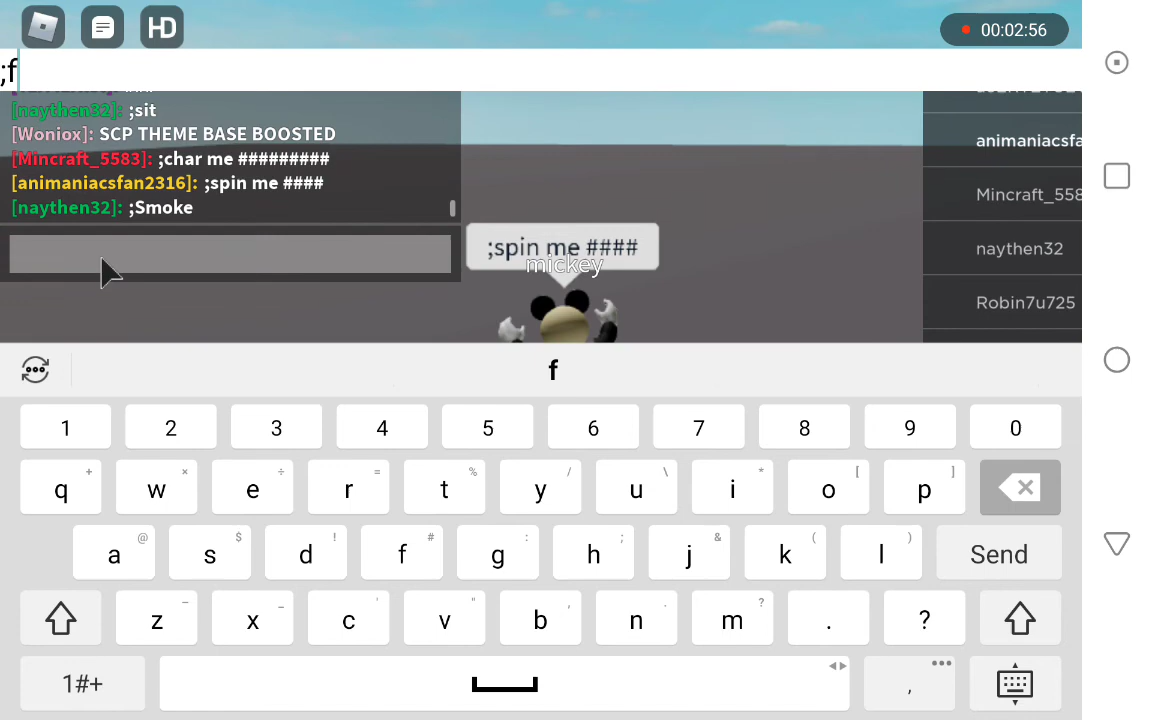 HD
00:02:56
;f
[naythen32]: ;sit
[Woniox]: SCP THEME BASE BOOSTED
[Mincraft_5583]: ;char me #########
[animaniacsfan2316]: ;spin me ####
[naythen32]: ;Smoke
;spin me ####
mickey
animaniacsfa
Mincraft_558
naythen32
Robin7u725
f
1 2 3 4 5 6 7 8 9 0
+ × ÷ = % / \ * [ ]
q w e r t y u i o p
@ $ ! # : ; & ( )
a s d f g h j k l Send
_ - ' " , . ?
z x c v b n m . ?
1#+ ,